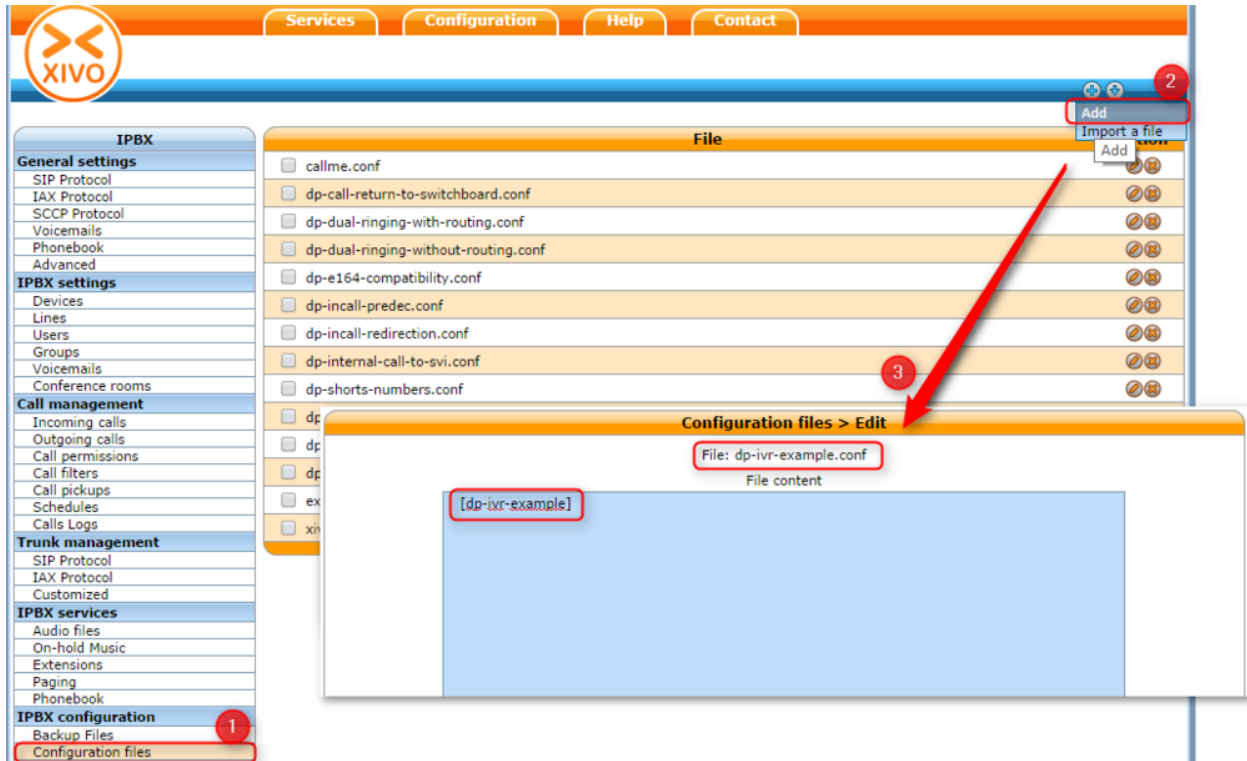 Services Configuration Help Contact
XIVO
2
Add
Import a file
Add
IPBX
General settings
SIP Protocol
IAX Protocol
SCCP Protocol
Voicemails
Phonebook
Advanced
IPBX settings
Devices
Lines
Users
Groups
Voicemails
Conference rooms
Call management
Incoming calls
Outgoing calls
Call permissions
Call filters
Call pickups
Schedules
Calls Logs
Trunk management
SIP Protocol
IAX Protocol
Customized
IPBX services
Audio files
On-hold Music
Extensions
Paging
Phonebook
IPBX configuration
1
Backup Files
Configuration files
File
callme.conf
dp-call-return-to-switchboard.conf
dp-dual-ringing-with-routing.conf
dp-dual-ringing-without-routing.conf
dp-e164-compatibility.conf
dp-incall-predec.conf
dp-incall-redirection.conf
dp-internal-call-to-svi.conf
3
dp-shorts-numbers.conf
Configuration files > Edit
File: dp-ivr-example.conf
File content
[dp-ivr-example]